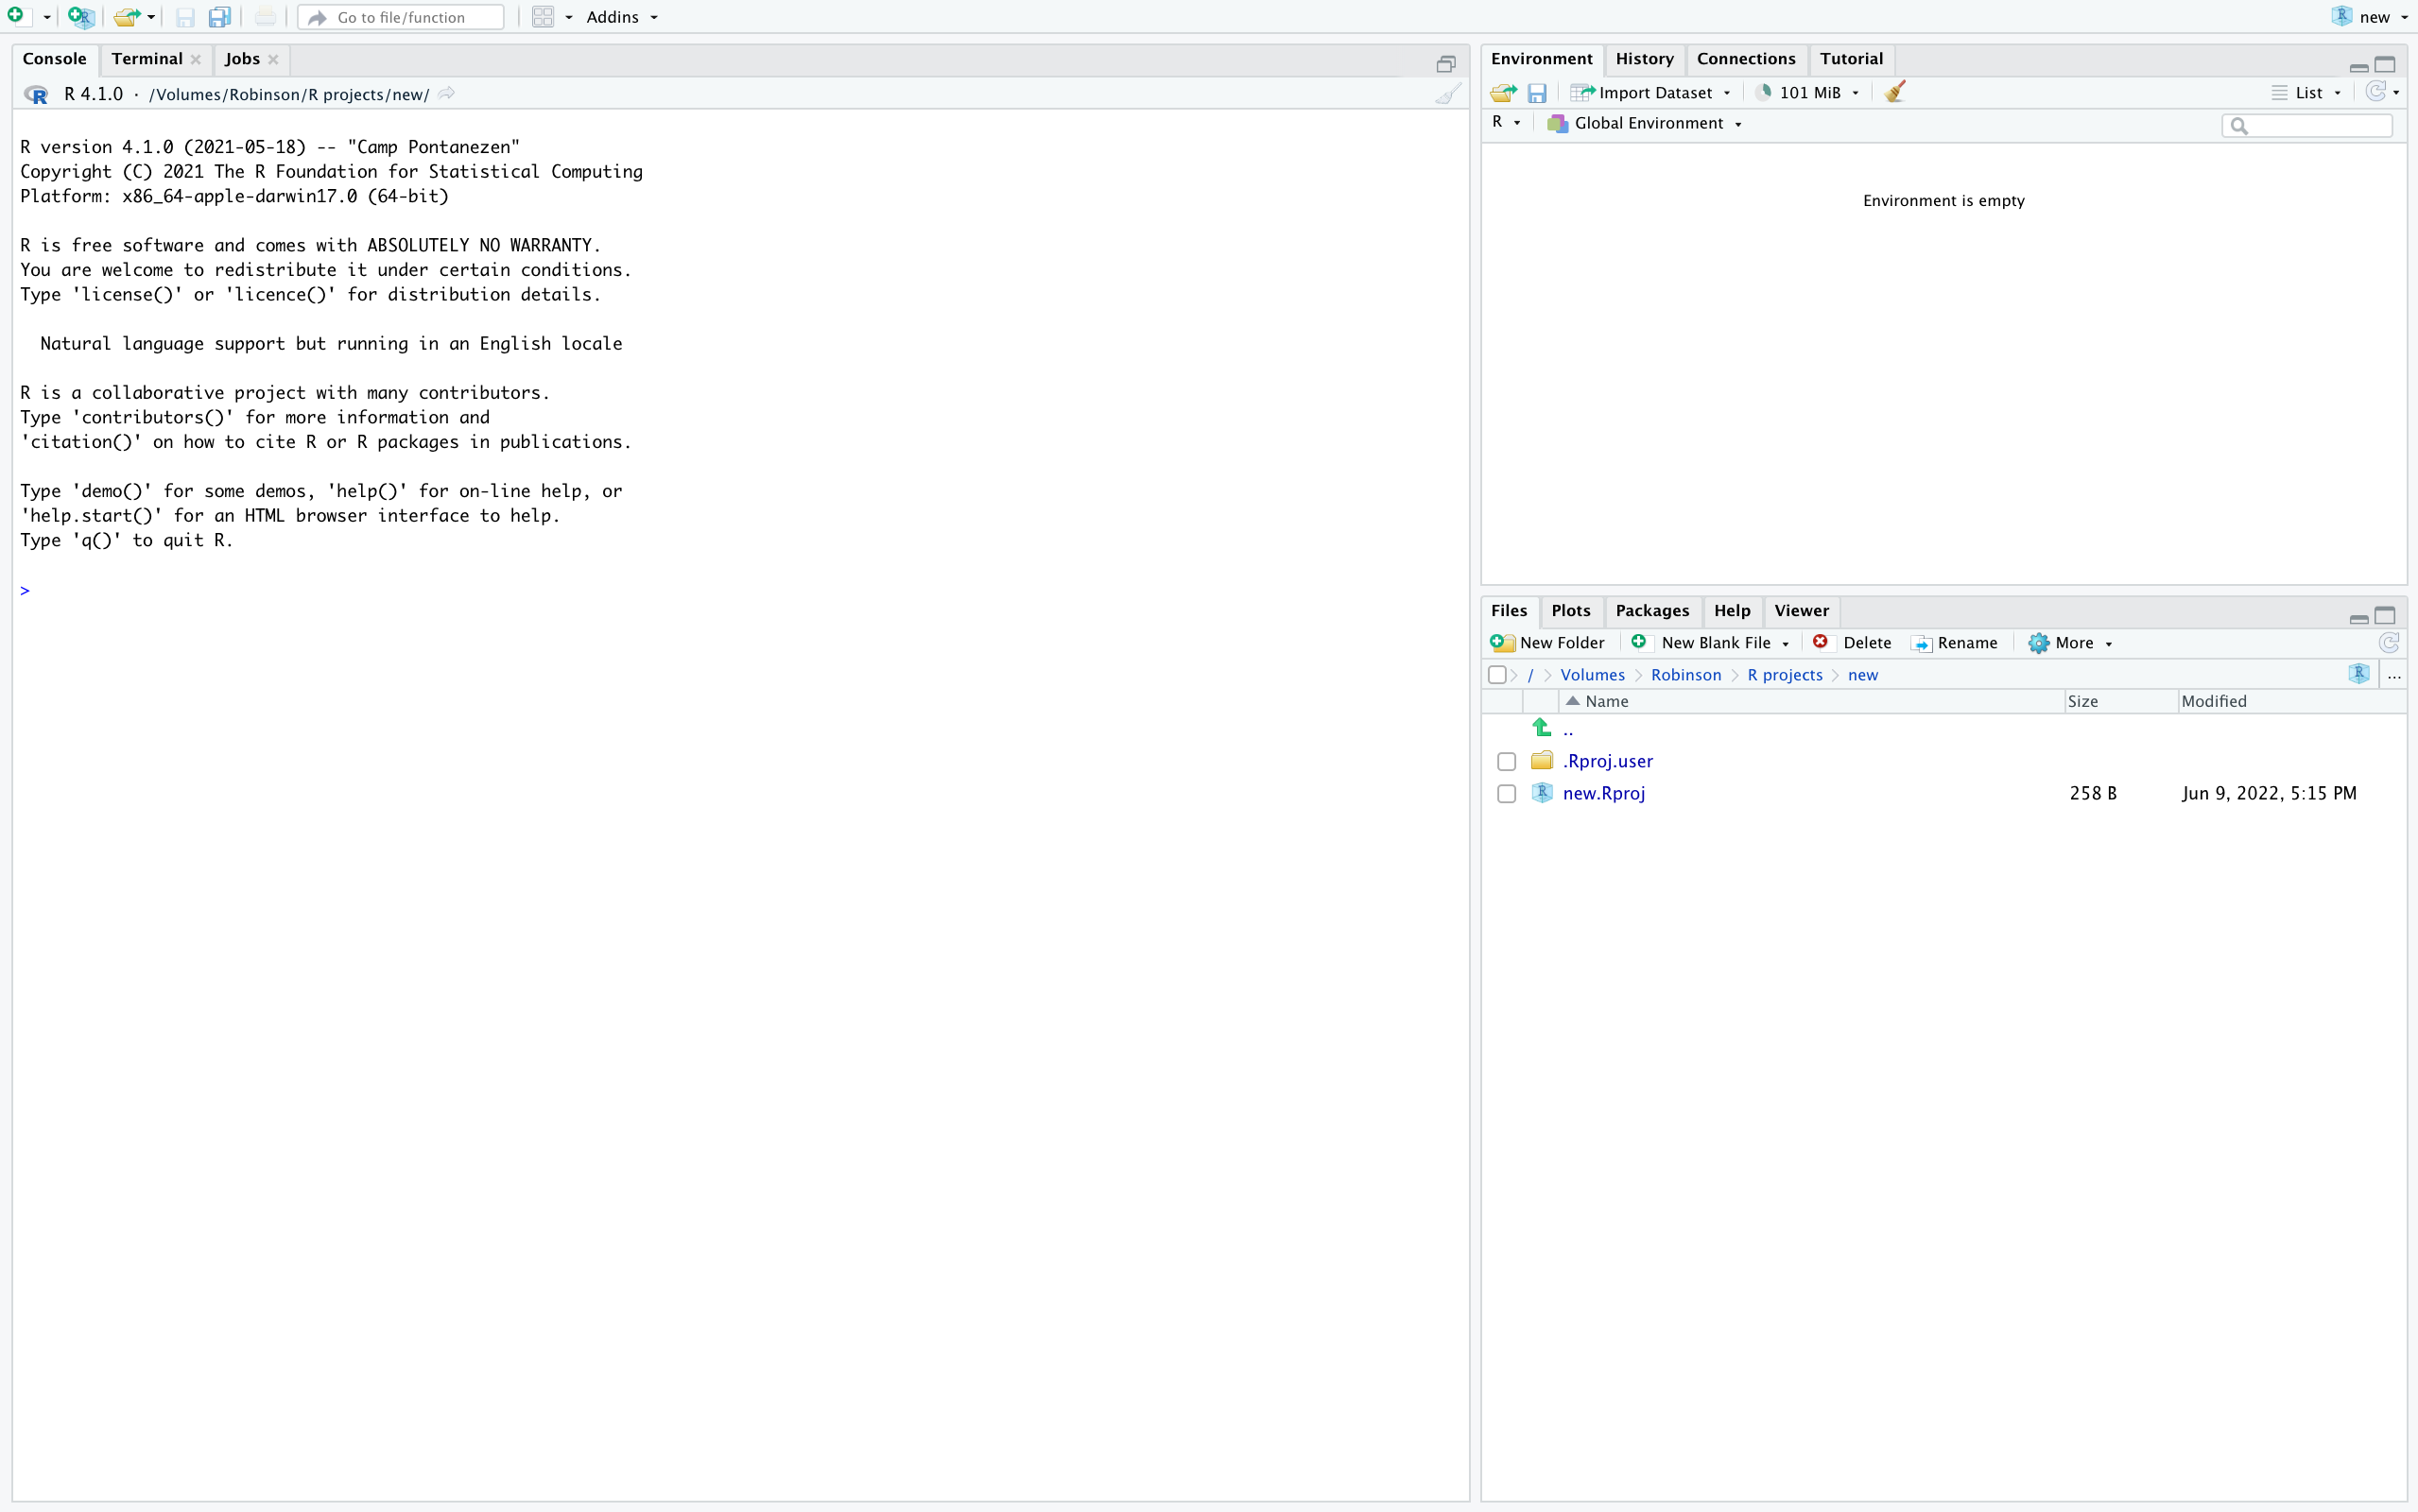 Go to file/function Addins new
Console Terminal Jobs
R 4.1.0 · /Volumes/Robinson/R projects/new/
R version 4.1.0 (2021-05-18) -- "Camp Pontanezen"
Copyright (C) 2021 The R Foundation for Statistical Computing
Platform: x86_64-apple-darwin17.0 (64-bit)
R is free software and comes with ABSOLUTELY NO WARRANTY.
You are welcome to redistribute it under certain conditions.
Type 'license()' or 'licence()' for distribution details.
Natural language support but running in an English locale
R is a collaborative project with many contributors.
Type 'contributors()' for more information and
'citation()' on how to cite R or R packages in publications.
Type 'demo()' for some demos, 'help()' for on-line help, or
'help.start()' for an HTML browser interface to help.
Type 'q()' to quit R.
>
Environment History Connections Tutorial
Import Dataset 101 MiB List
R Global Environment
Environment is empty
Files Plots Packages Help Viewer
New Folder New Blank File Delete Rename More
/ Volumes Robinson R projects new ...
Name Size Modified
..
.Rproj.user
new.Rproj 258 B Jun 9, 2022, 5:15 PM